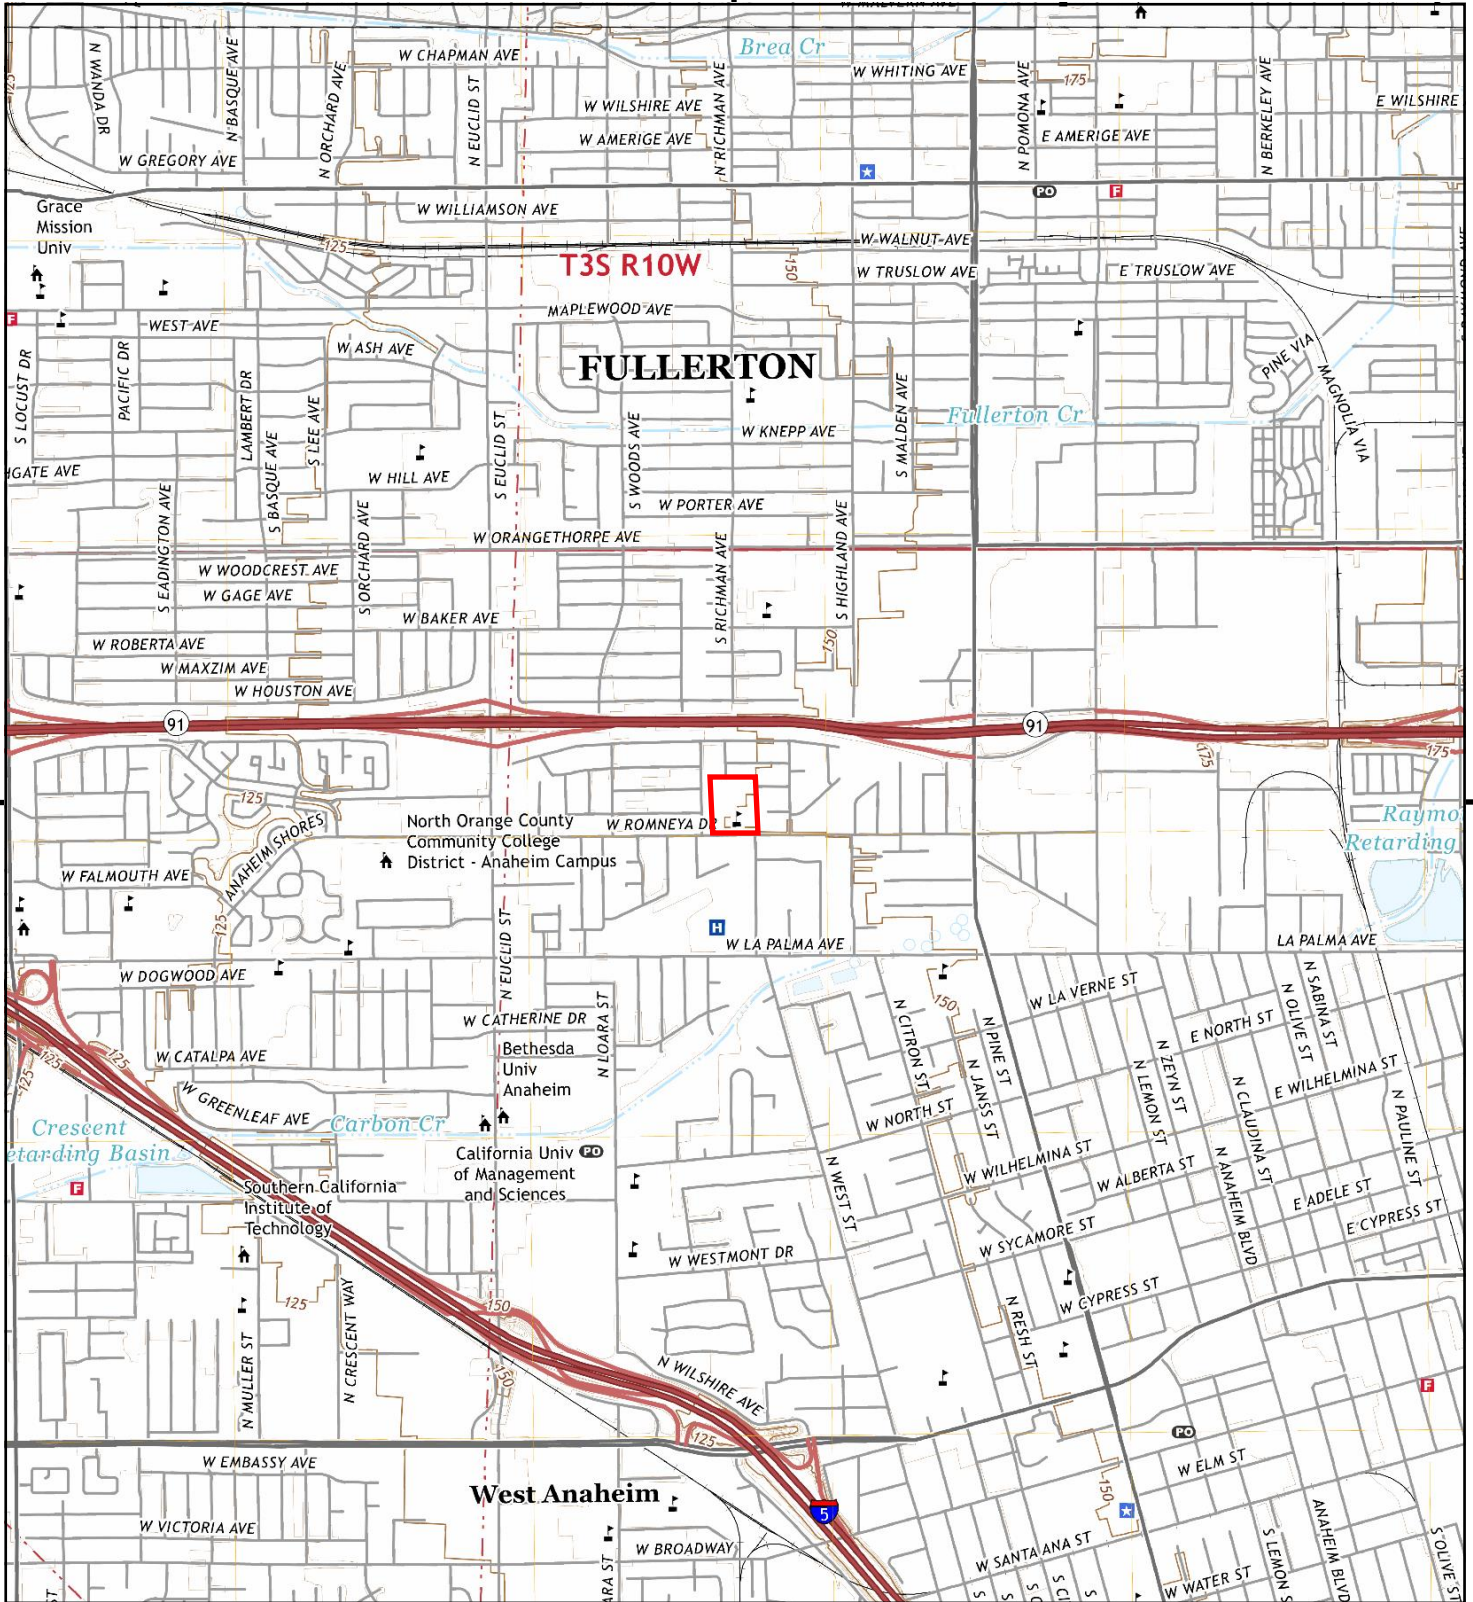 W MALVERN AVE
Brea Cr
N WANDA DR
N BASQUE AVE
N ORCHARD AVE
W CHAPMAN AVE
N EUCLID ST
W WILSHIRE AVE
W AMERIGE AVE
N RICHMAN AVE
W WHITING AVE
N POMONA AVE
175
E AMERIGE AVE
N BERKELEY AVE
E WILSHIRE
125
W GREGORY AVE
PO
F
Grace
Mission
Univ
W WILLIAMSON AVE
125
T3S R10W
150
W WALNUT AVE
W TRUSLOW AVE
E TRUSLOW AVE
F
WEST AVE
MAPLEWOOD AVE
W ASH AVE
FULLERTON
PINE VIA
MAGNOLIA VIA
S LOCUST DR
PACIFIC DR
LAMBERT DR
S LEE AVE
S BASQUE AVE
S EUCLID ST
S WOODS AVE
W KNEPP AVE
S MALDEN AVE
Fullerton Cr
HGATE AVE
W HILL AVE
W PORTER AVE
S EADINGTON AVE
S ORCHARD AVE
W ORANGETHORPE AVE
S RICHMAN AVE
S HIGHLAND AVE
W WOODCREST AVE
W GAGE AVE
W BAKER AVE
W ROBERTA AVE
150
W MAXZIM AVE
W HOUSTON AVE
91
91
175
175
125
ANAHEIM SHORES
North Orange County
Community College
District - Anaheim Campus
W ROMNEYA DR
Raymo
Retarding
W FALMOUTH AVE
125
H
N EUCLID ST
W LA PALMA AVE
LA PALMA AVE
W DOGWOOD AVE
N LOARA ST
W CATHERINE DR
Bethesda
Univ
Anaheim
N CITRON ST
150
N PINE ST
N JANSS ST
W LA VERNE ST
E NORTH ST
N OLIVE ST
N SABINA ST
125
125
125
W CATALPA AVE
W GREENLEAF AVE
Carbon Cr
Crescent
etarding Basin
W NORTH ST
N LEMON ST
N ZEYN ST
N CLAUDINA ST
E WILHELMINA ST
N PAULINE ST
F
California Univ
of Management
and Sciences
PO
Southern California
Institute of
Technology
N WEST ST
W WILHELMINA ST
W ALBERTA ST
N ANAHEIM BLVD
E ADELE ST
E CYPRESS ST
W WESTMONT DR
W SYCAMORE ST
W CYPRESS ST
N RESH ST
125
150
N MULLER ST
N CRESCENT WAY
150
N WILSHIRE AVE
125
F
PO
W EMBASSY AVE
West Anaheim
W ELM ST
150
5
W VICTORIA AVE
W BROADWAY
ARA ST
W SANTA ANA ST
W WATER ST
S LEMON S
ANAHEIM BLVD
S OLIVE ST